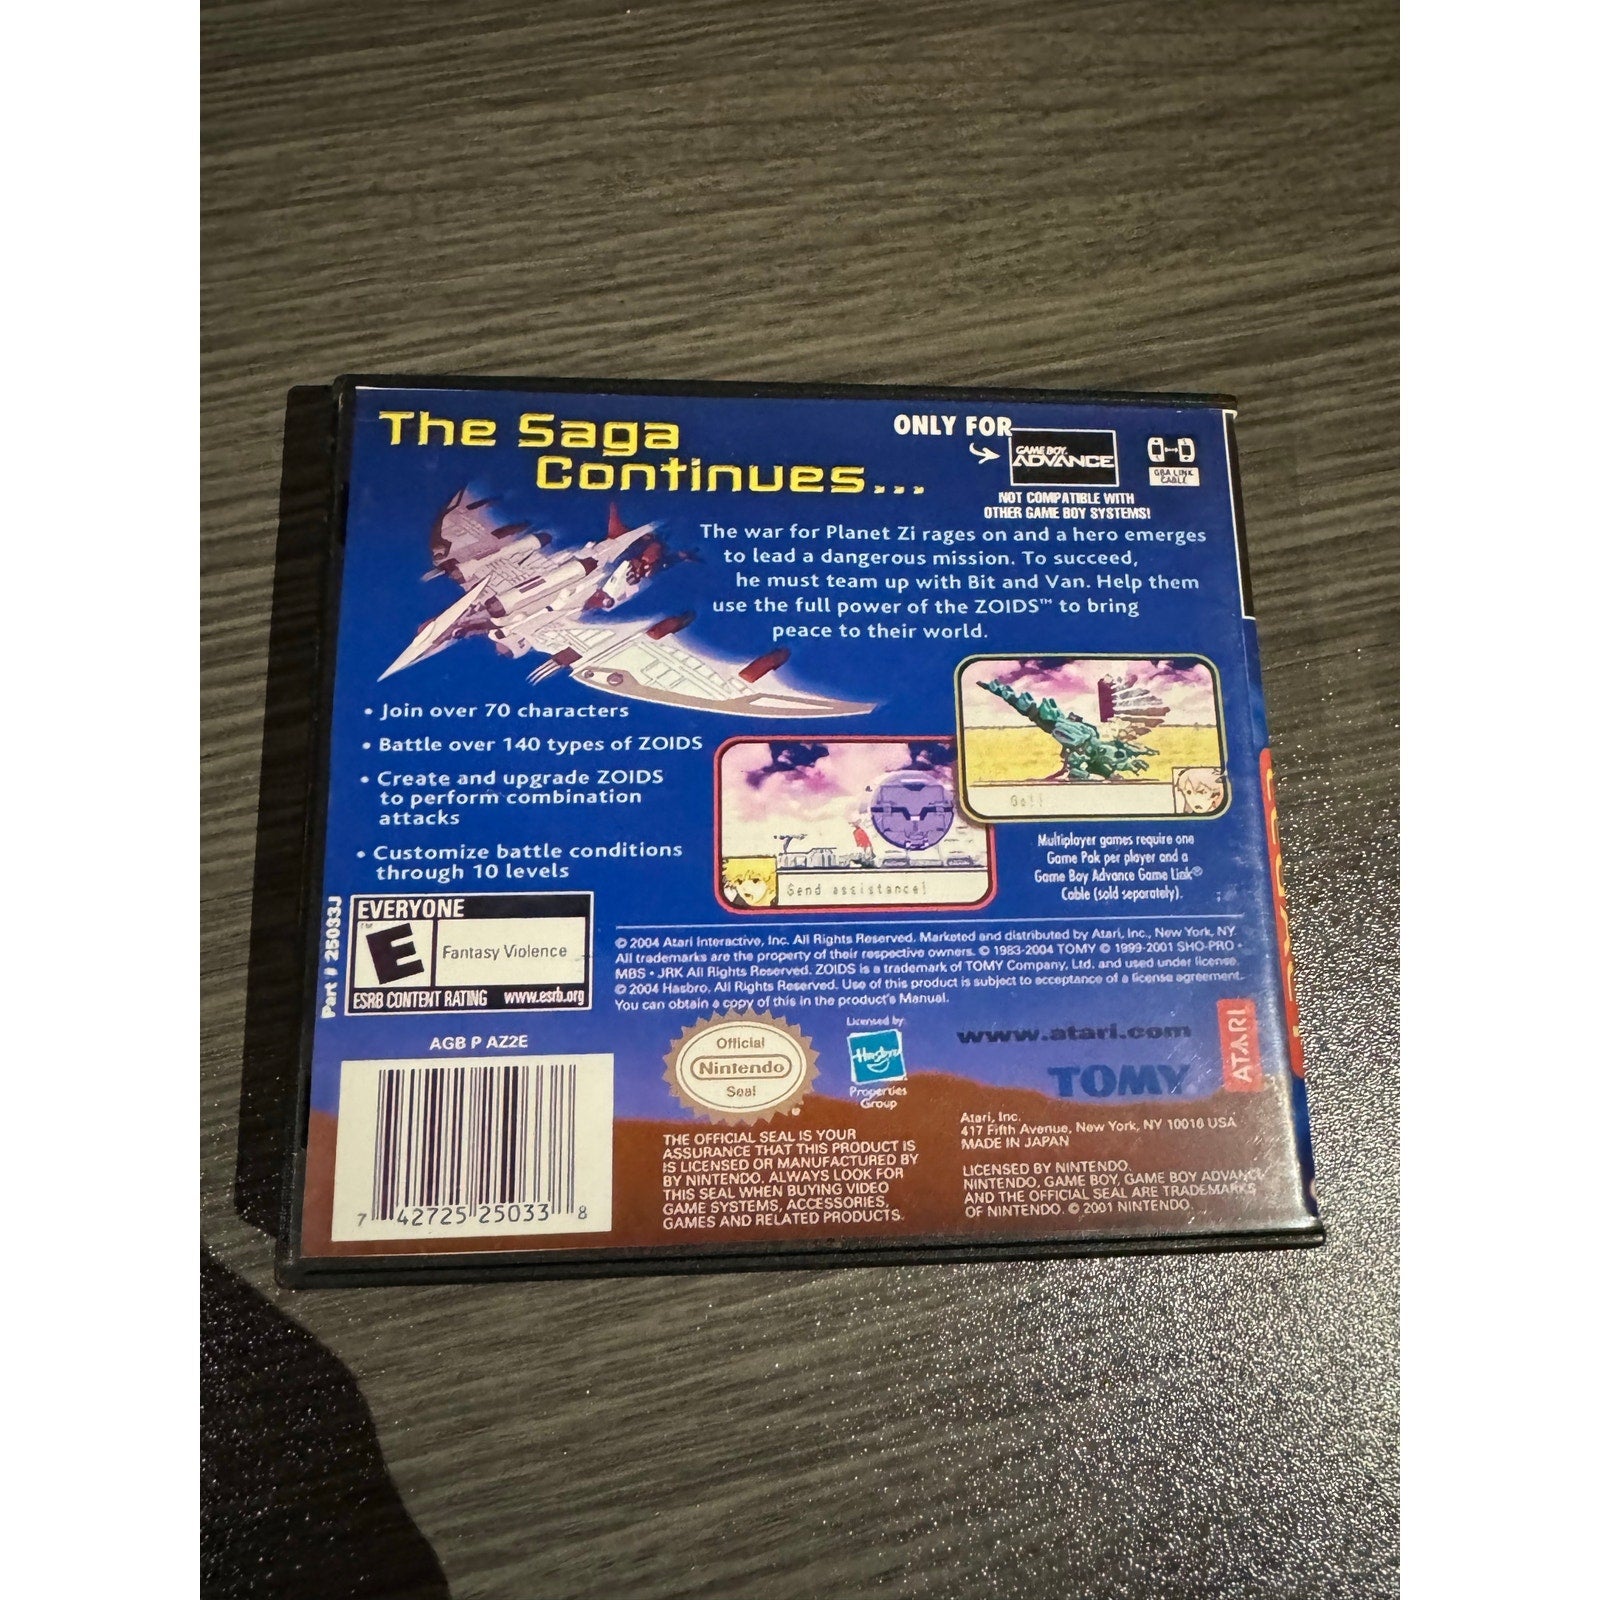 The Saga
Continues...
ONLY FOR
GAME BOY
ADVANCE
GBA LINK
CABLE
NOT COMPATIBLE WITH
OTHER GAME BOY SYSTEMS!
The war for Planet Zi rages on and a hero emerges
to lead a dangerous mission. To succeed,
he must team up with Bit and Van. Help them
use the full power of the ZOIDS™ to bring
peace to their world.
• Join over 70 characters
• Battle over 140 types of ZOIDS
• Create and upgrade ZOIDS
to perform combination
attacks
• Customize battle conditions
through 10 levels
Go!!
Send assistance!
Multiplayer games require one
Game Pak per player and a
Game Boy Advance Game Link®
Cable (sold separately).
Part # 25033J
EVERYONE
E
TM
Fantasy Violence
ESRB CONTENT RATING www.esrb.org
© 2004 Atari Interactive, Inc. All Rights Reserved. Marketed and distributed by Atari, Inc., New York, NY.
All trademarks are the property of their respective owners. © 1983-2004 TOMY © 1999-2001 SHO-PRO •
MBS • JRK All Rights Reserved. ZOIDS is a trademark of TOMY Company, Ltd. and used under license.
© 2004 Hasbro. All Rights Reserved. Use of this product is subject to acceptance of a license agreement.
You can obtain a copy of this in the product's Manual.
AGB P AZ2E
7 42725 25033 8
Official
Nintendo
Seal
Licensed by:
Hasbro
Properties
Group
www.atari.com
TOMY
ATARI
THE OFFICIAL SEAL IS YOUR
ASSURANCE THAT THIS PRODUCT IS
LICENSED OR MANUFACTURED BY
BY NINTENDO. ALWAYS LOOK FOR
THIS SEAL WHEN BUYING VIDEO
GAME SYSTEMS, ACCESSORIES,
GAMES AND RELATED PRODUCTS.
Atari, Inc.
417 Fifth Avenue, New York, NY 10016 USA
MADE IN JAPAN
LICENSED BY NINTENDO.
NINTENDO, GAME BOY, GAME BOY ADVANCE
AND THE OFFICIAL SEAL ARE TRADEMARKS
OF NINTENDO. © 2001 NINTENDO.